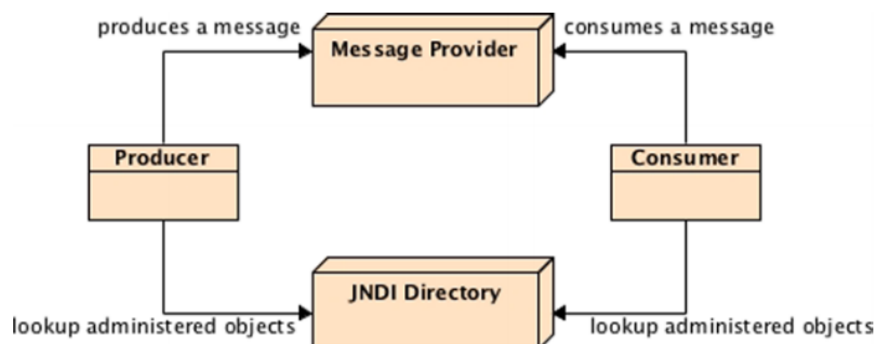 produces a message
consumes a message
Message Provider
Producer
Consumer
JNDI Directory
lookup administered objects
lookup administered objects